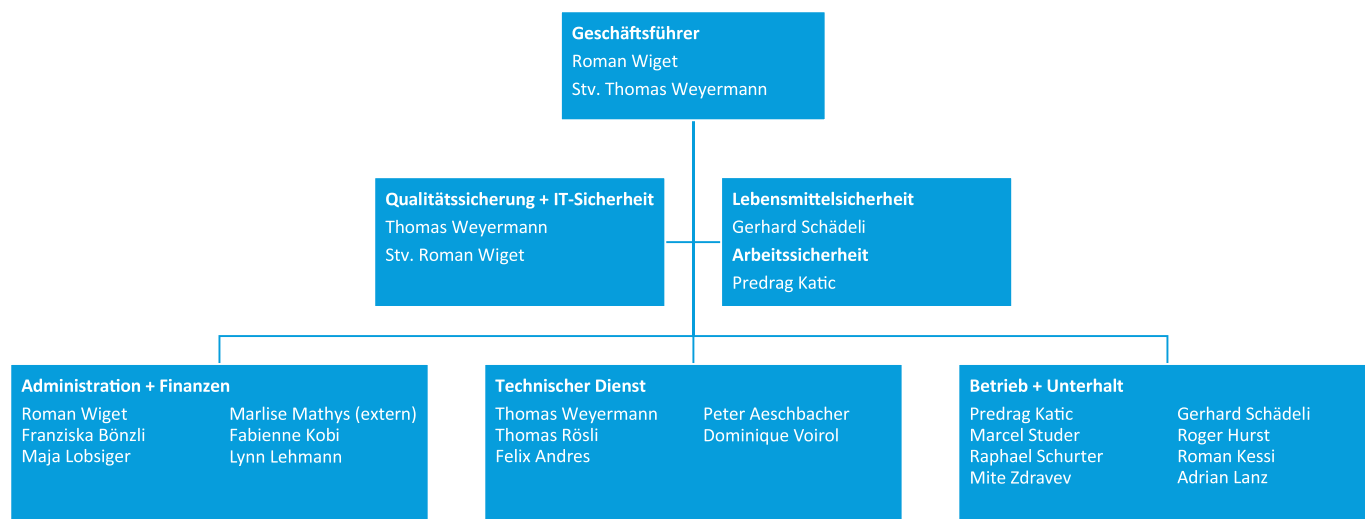 Geschäftsführer
Roman Wiget
Stv. Thomas Weyermann
Qualitätssicherung + IT-Sicherheit
Thomas Weyermann
Stv. Roman Wiget
Lebensmittelsicherheit
Gerhard Schädeli
Arbeitssicherheit
Predrag Katic
Administration + Finanzen
Roman Wiget
Franziska Bönzli
Maja Lobsiger
Marlise Mathys (extern)
Fabienne Kobi
Lynn Lehmann
Technischer Dienst
Thomas Weyermann
Thomas Rösli
Felix Andres
Peter Aeschbacher
Dominique Voirol
Betrieb + Unterhalt
Predrag Katic
Marcel Studer
Raphael Schurter
Mite Zdravev
Gerhard Schädeli
Roger Hurst
Roman Kessi
Adrian Lanz